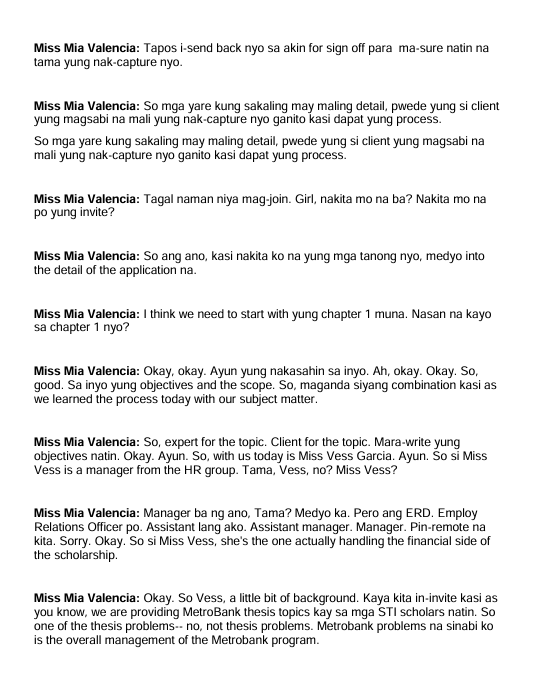 Miss Mia Valencia: Tapos i-send back nyo sa akin for sign off para  ma-sure natin na
tama yung nak-capture nyo.
Miss Mia Valencia: So mga yare kung sakaling may maling detail, pwede yung si client
yung magsabi na mali yung nak-capture nyo ganito kasi dapat yung process.
So mga yare kung sakaling may maling detail, pwede yung si client yung magsabi na
mali yung nak-capture nyo ganito kasi dapat yung process.
Miss Mia Valencia: Tagal naman niya mag-join. Girl, nakita mo na ba? Nakita mo na
po yung invite?
Miss Mia Valencia: So ang ano, kasi nakita ko na yung mga tanong nyo, medyo into
the detail of the application na.
Miss Mia Valencia: I think we need to start with yung chapter 1 muna. Nasan na kayo
sa chapter 1 nyo?
Miss Mia Valencia: Okay, okay. Ayun yung nakasahin sa inyo. Ah, okay. Okay. So,
good. Sa inyo yung objectives and the scope. So, maganda siyang combination kasi as
we learned the process today with our subject matter.
Miss Mia Valencia: So, expert for the topic. Client for the topic. Mara-write yung
objectives natin. Okay. Ayun. So, with us today is Miss Vess Garcia. Ayun. So si Miss
Vess is a manager from the HR group. Tama, Vess, no? Miss Vess?
Miss Mia Valencia: Manager ba ng ano, Tama? Medyo ka. Pero ang ERD. Employ
Relations Officer po. Assistant lang ako. Assistant manager. Manager. Pin-remote na
kita. Sorry. Okay. So si Miss Vess, she's the one actually handling the financial side of
the scholarship.
Miss Mia Valencia: Okay. So Vess, a little bit of background. Kaya kita in-invite kasi as
you know, we are providing MetroBank thesis topics kay sa mga STI scholars natin. So
one of the thesis problems-- no, not thesis problems. Metrobank problems na sinabi ko
is the overall management of the Metrobank program.